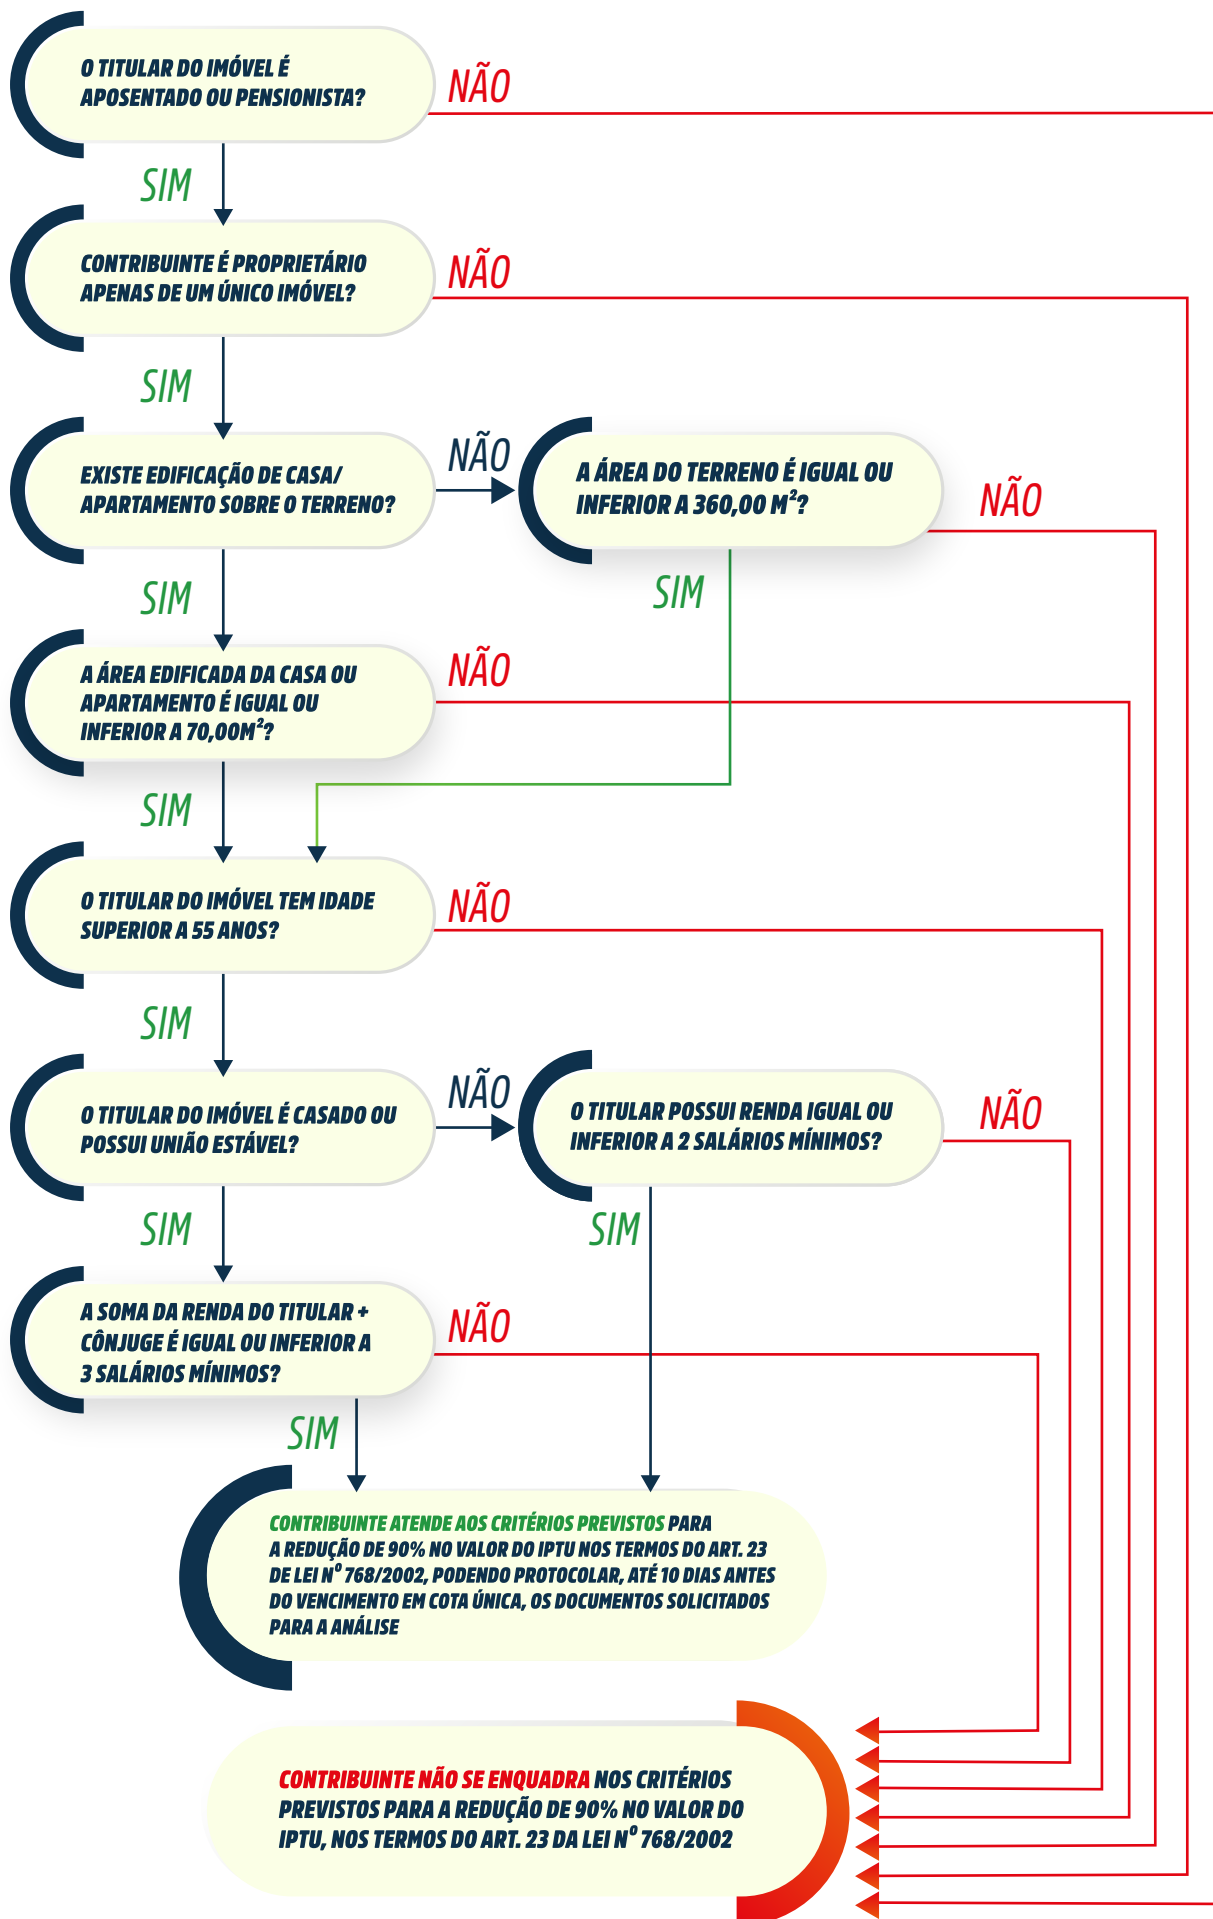 O TITULAR DO IMÓVEL É
APOSENTADO OU PENSIONISTA?
NÃO
SIM
CONTRIBUINTE É PROPRIETÁRIO
APENAS DE UM ÚNICO IMÓVEL?
NÃO
SIM
EXISTE EDIFICAÇÃO DE CASA/
APARTAMENTO SOBRE O TERRENO?
NÃO
A ÁREA DO TERRENO É IGUAL OU
INFERIOR A 360,00 M²?
NÃO
SIM
SIM
A ÁREA EDIFICADA DA CASA OU
APARTAMENTO É IGUAL OU
INFERIOR A 70,00M²?
NÃO
SIM
O TITULAR DO IMÓVEL TEM IDADE
SUPERIOR A 55 ANOS?
NÃO
SIM
O TITULAR DO IMÓVEL É CASADO OU
POSSUI UNIÃO ESTÁVEL?
NÃO
O TITULAR POSSUI RENDA IGUAL OU
INFERIOR A 2 SALÁRIOS MÍNIMOS?
NÃO
SIM
SIM
A SOMA DA RENDA DO TITULAR +
CÔNJUGE É IGUAL OU INFERIOR A
3 SALÁRIOS MÍNIMOS?
NÃO
SIM
CONTRIBUINTE ATENDE AOS CRITÉRIOS PREVISTOS PARA
A REDUÇÃO DE 90% NO VALOR DO IPTU NOS TERMOS DO ART. 23
DE LEI Nº 768/2002, PODENDO PROTOCOLAR, ATÉ 10 DIAS ANTES
DO VENCIMENTO EM COTA ÚNICA, OS DOCUMENTOS SOLICITADOS
PARA A ANÁLISE
CONTRIBUINTE NÃO SE ENQUADRA NOS CRITÉRIOS
PREVISTOS PARA A REDUÇÃO DE 90% NO VALOR DO
IPTU, NOS TERMOS DO ART. 23 DA LEI Nº 768/2002